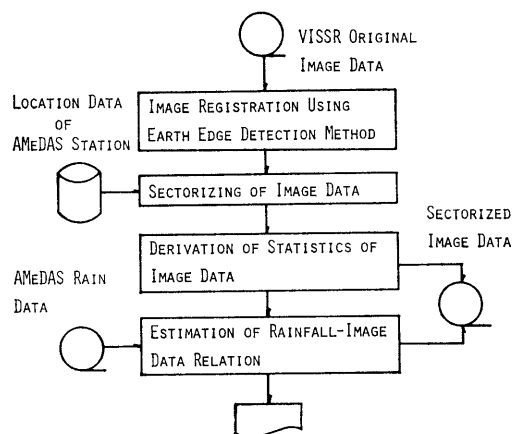 VISSR ORIGINAL
IMAGE DATA
LOCATION DATA
OF
AMEDAS STATION
IMAGE REGISTRATION USING
EARTH EDGE DETECTION METHOD
SECTORIZING OF IMAGE DATA
SECTORIZED
IMAGE DATA
DERIVATION OF STATISTICS OF
IMAGE DATA
AMEDAS RAIN
DATA
ESTIMATION OF RAINFALL-IMAGE
DATA RELATION